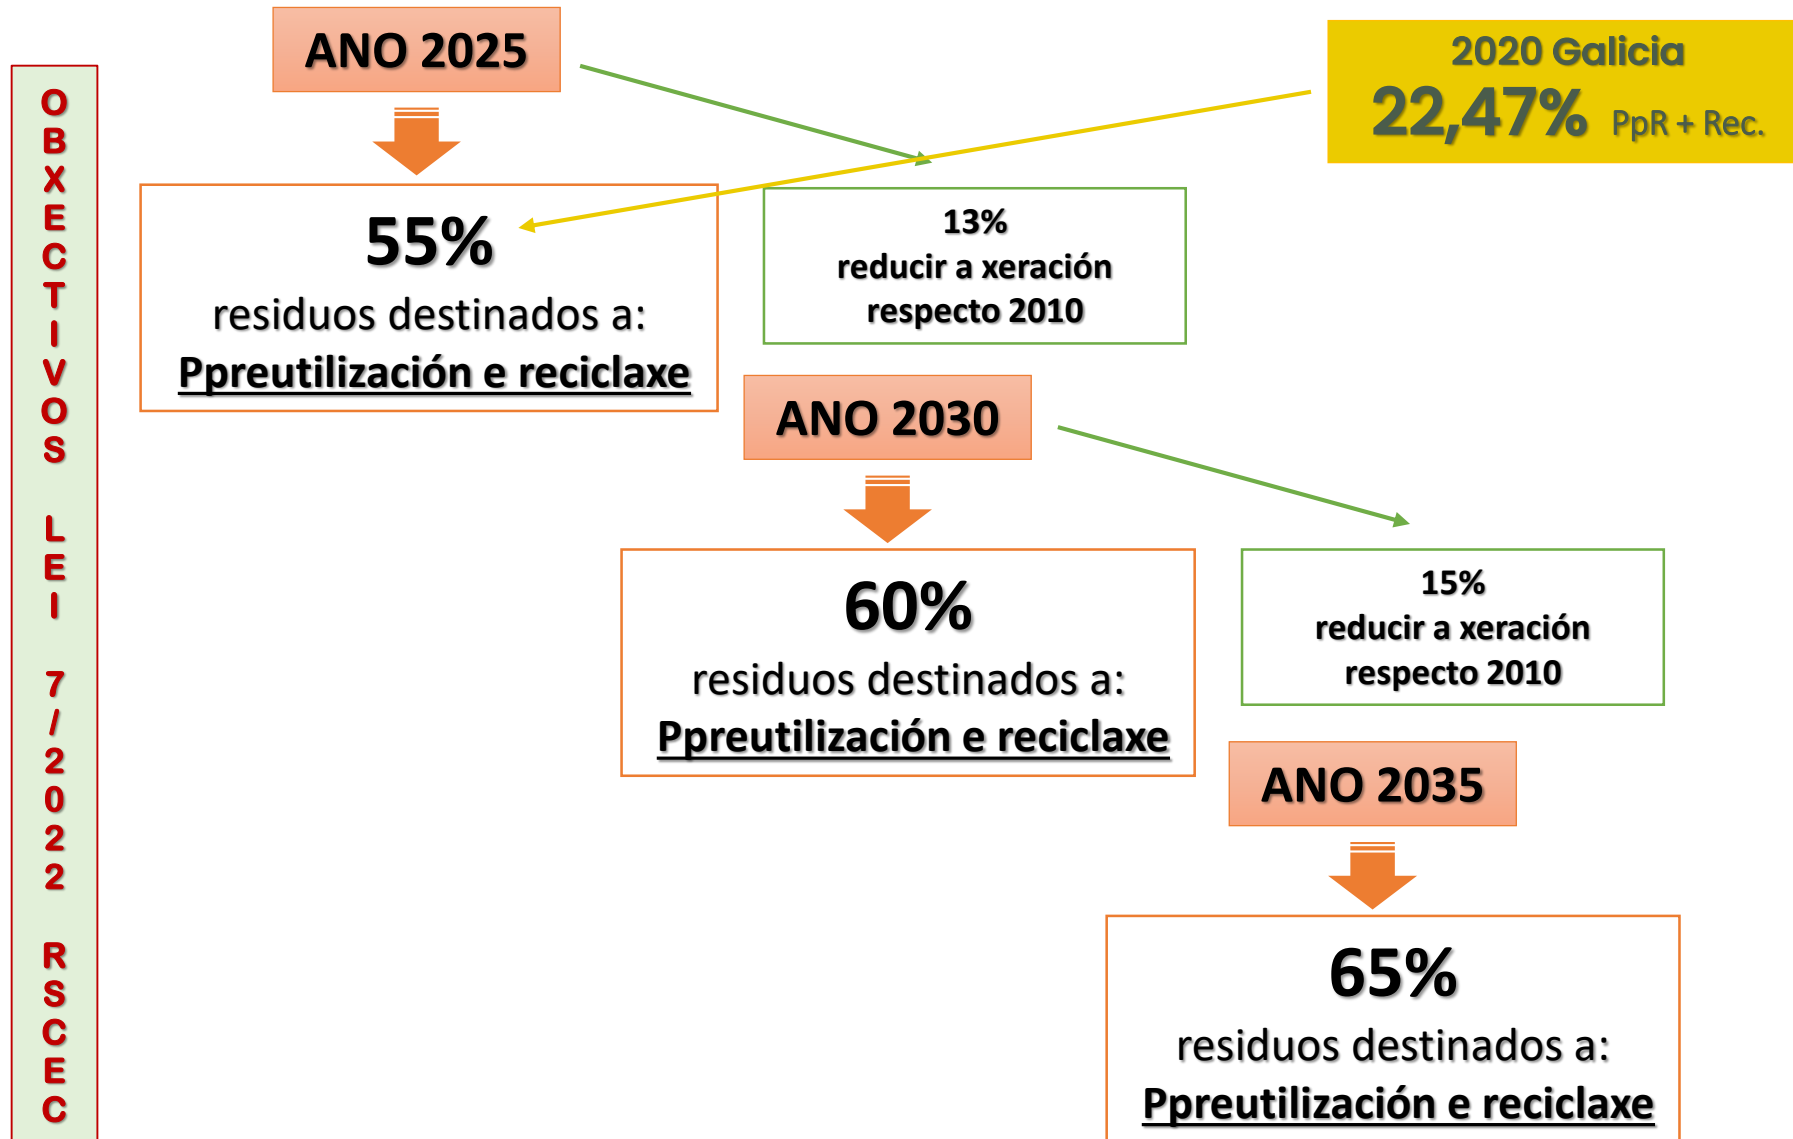 OBXECTIVOS LEI 7/2022 RSCEC
ANO 2025
2020 Galicia
22,47% PpR + Rec.
55%
residuos destinados a:
Ppreutilización e reciclaxe
13%
reducir a xeración
respecto 2010
ANO 2030
60%
residuos destinados a:
Ppreutilización e reciclaxe
15%
reducir a xeración
respecto 2010
ANO 2035
65%
residuos destinados a:
Ppreutilización e reciclaxe